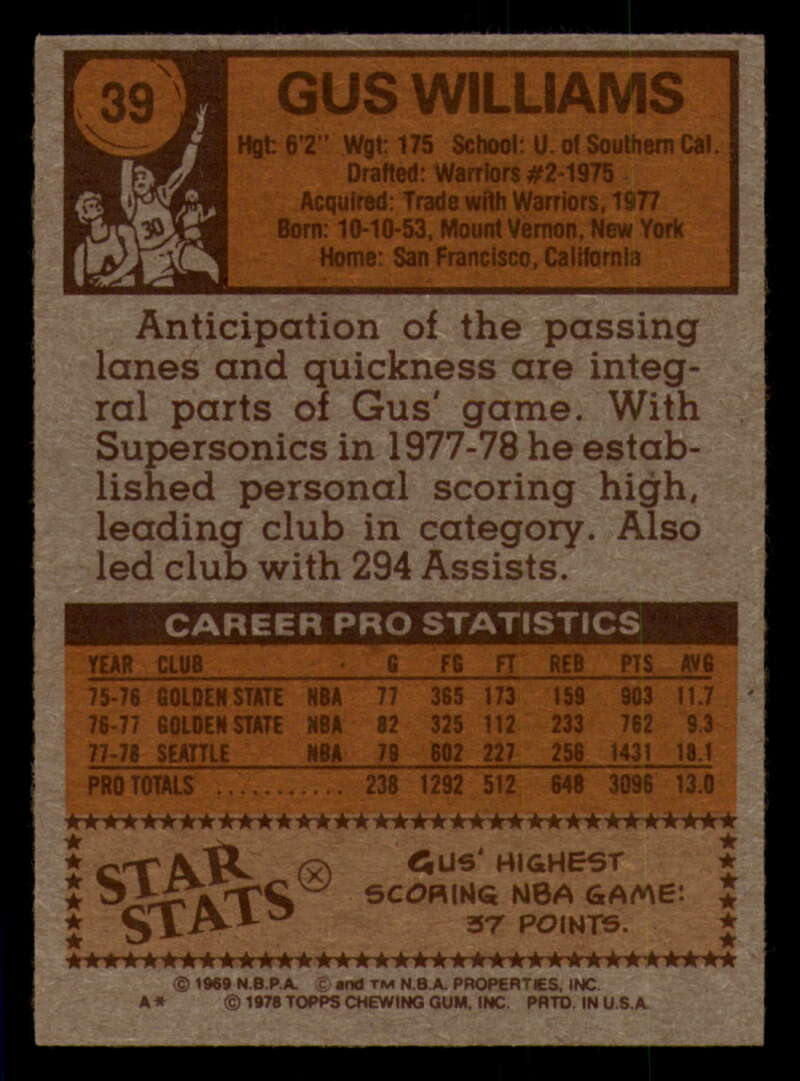 39
GUS WILLIAMS
Hgt: 6'2" Wgt: 175 School: U. of Southern Cal.
Drafted: Warriors #2-1975
Acquired: Trade with Warriors, 1977
Born: 10-10-53, Mount Vernon, New York
Home: San Francisco, California
30
Anticipation of the passing
lanes and quickness are integ-
ral parts of Gus' game. With
Supersonics in 1977-78 he estab-
lished personal scoring high,
leading club in category. Also
led club with 294 Assists.
CAREER PRO STATISTICS
YEAR CLUB G FG FT REB PTS AVG
75-76 GOLDEN STATE NBA 77 365 173 159 903 11.7
76-77 GOLDEN STATE NBA 82 325 112 233 762 9.3
77-78 SEATTLE NBA 79 602 227 256 1431 18.1
PRO TOTALS ........... 238 1292 512 648 3096 13.0
STAR STATS
GUS' HIGHEST
SCORING NBA GAME:
37 POINTS.
© 1969 N.B.P.A. © and TM N.B.A. PROPERTIES, INC.
A* © 1978 TOPPS CHEWING GUM, INC. PRTD. IN U.S.A.